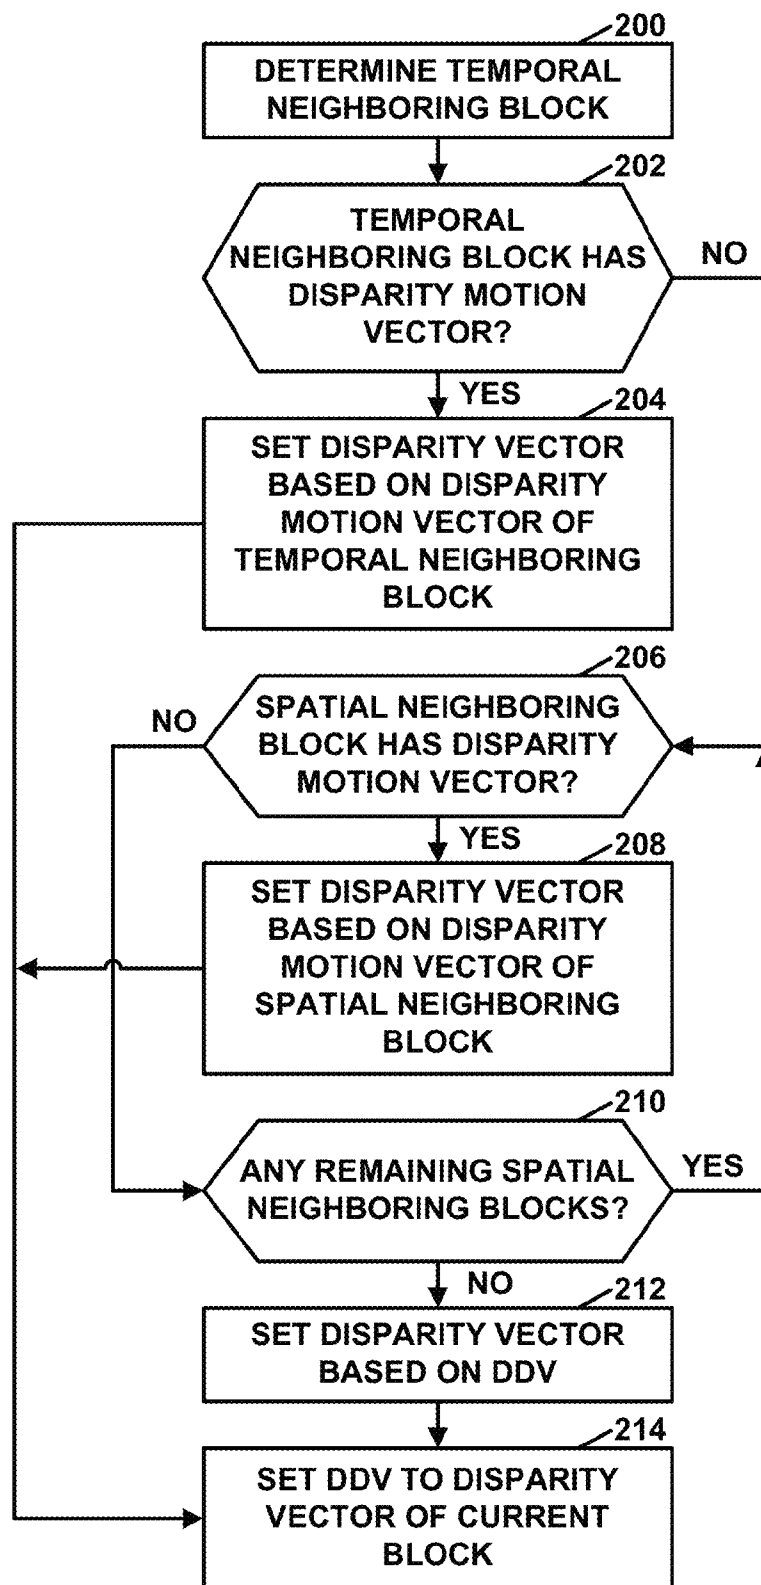 200
DETERMINE TEMPORAL
NEIGHBORING BLOCK
202
TEMPORAL
NEIGHBORING BLOCK HAS
DISPARITY MOTION
VECTOR?
NO
YES
204
SET DISPARITY VECTOR
BASED ON DISPARITY
MOTION VECTOR OF
TEMPORAL NEIGHBORING
BLOCK
206
NO
SPATIAL NEIGHBORING
BLOCK HAS DISPARITY
MOTION VECTOR?
YES
208
SET DISPARITY VECTOR
BASED ON DISPARITY
MOTION VECTOR OF
SPATIAL NEIGHBORING
BLOCK
210
ANY REMAINING SPATIAL
NEIGHBORING BLOCKS?
YES
NO
212
SET DISPARITY VECTOR
BASED ON DDV
214
SET DDV TO DISPARITY
VECTOR OF CURRENT
BLOCK